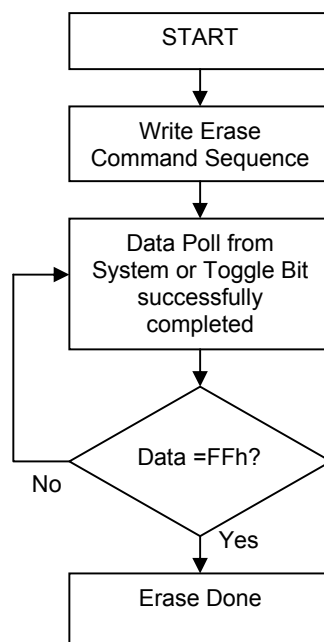 START
Write Erase
Command Sequence
Data Poll from
System or Toggle Bit
successfully
completed
Data =FFh?
No
Yes
Erase Done